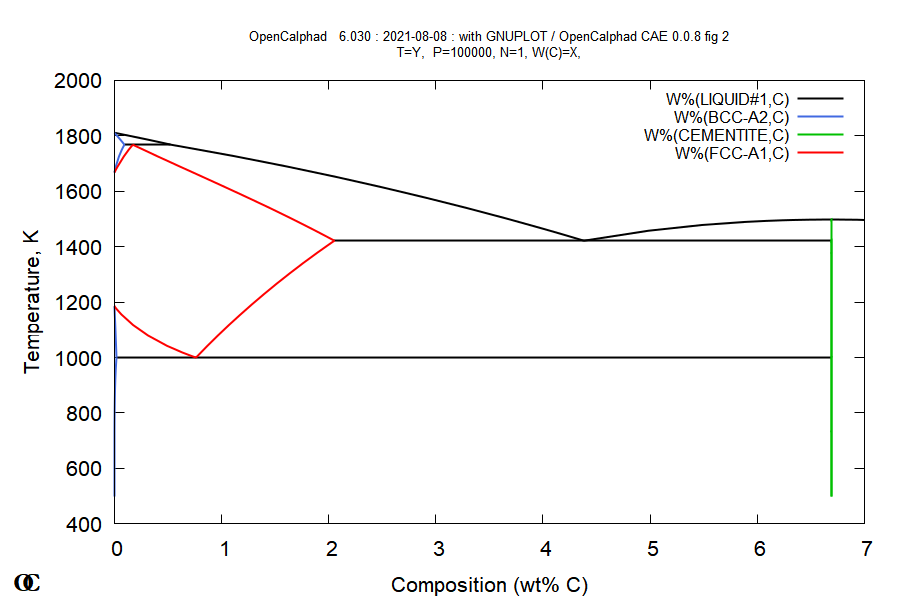 OpenCalphad 6.030 : 2021-08-08 : with GNUPLOT / OpenCalphad CAE 0.0.8 fig 2
T=Y, P=100000, N=1, W(C)=X,
2000
1800
1600
1400
1200
1000
800
600
400
Temperature, K
W%(LIQUID#1,C)
W%(BCC-A2,C)
W%(CEMENTITE,C)
W%(FCC-A1,C)
0 1 2 3 4 5 6 7
Composition (wt% C)
OC